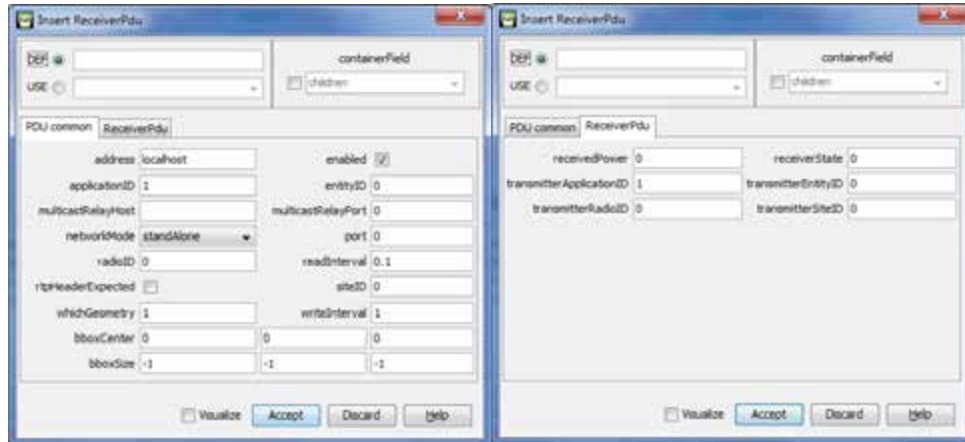 Insert ReceiverPdu
DEF
containerField
USE
children
PDU common ReceiverPdu
address localhost enabled
applicationID 1 entityID 0
multicastRelayHost multicastRelayPort 0
networkMode standAlone port 0
radioID 0 readInterval 0.1
rtpHeaderExpected siteID 0
whichGeometry 1 writeInterval 1
bboxCenter 0 0 0
bboxSize -1 -1 -1
Visualize Accept Discard Help
Insert ReceiverPdu
DEF
containerField
USE
children
PDU common ReceiverPdu
receivedPower 0 receiverState 0
transmitterApplicationID 1 transmitterEntityID 0
transmitterRadioID 0 transmitterSiteID 0
Visualize Accept Discard Help